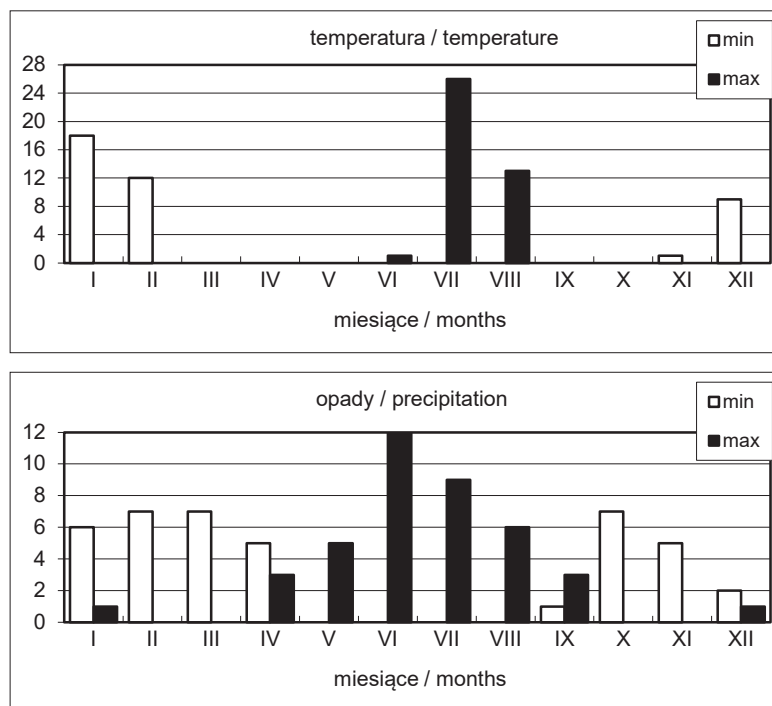 temperatura / temperature
min
max
28
24
20
16
12
8
4
0
I II III IV V VI VII VIII IX X XI XII
miesiące / months
opady / precipitation
min
max
12
10
8
6
4
2
0
I II III IV V VI VII VIII IX X XI XII
miesiące / months